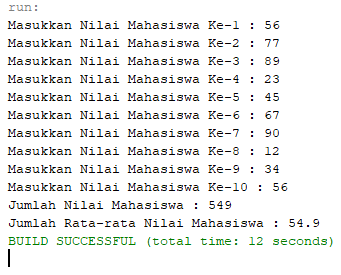 run:
Masukkan Nilai Mahasiswa Ke-1 : 56
Masukkan Nilai Mahasiswa Ke-2 : 77
Masukkan Nilai Mahasiswa Ke-3 : 89
Masukkan Nilai Mahasiswa Ke-4 : 23
Masukkan Nilai Mahasiswa Ke-5 : 45
Masukkan Nilai Mahasiswa Ke-6 : 67
Masukkan Nilai Mahasiswa Ke-7 : 90
Masukkan Nilai Mahasiswa Ke-8 : 12
Masukkan Nilai Mahasiswa Ke-9 : 34
Masukkan Nilai Mahasiswa Ke-10 : 56
Jumlah Nilai Mahasiswa : 549
Jumlah Rata-rata Nilai Mahasiswa : 54.9
BUILD SUCCESSFUL (total time: 12 seconds)